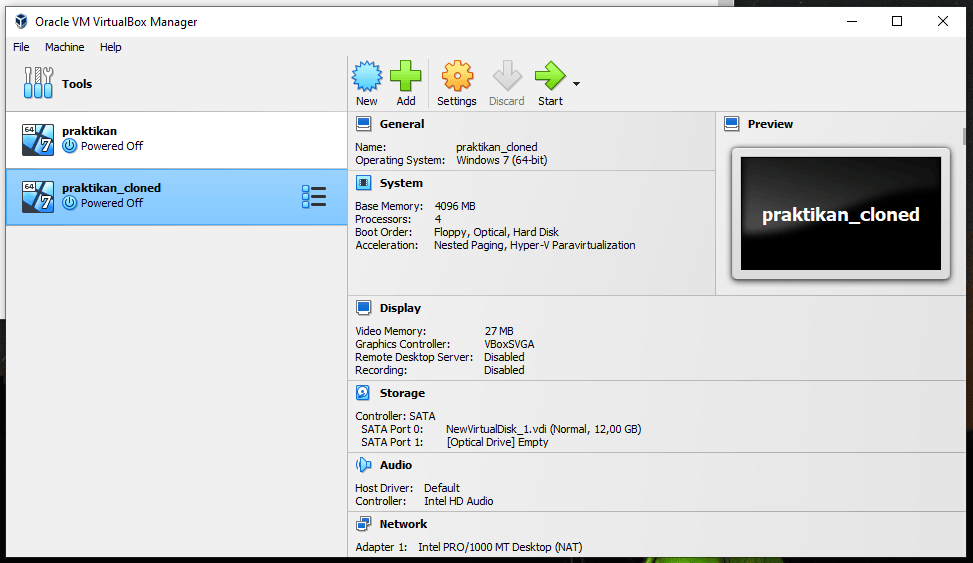 Oracle VM VirtualBox Manager
File Machine Help
Tools
New Add Settings Discard Start
64 7 praktikan
Powered Off
64 7 praktikan_cloned
Powered Off
General
Name: praktikan_cloned
Operating System: Windows 7 (64-bit)
Preview
praktikan_cloned
System
Base Memory: 4096 MB
Processors: 4
Boot Order: Floppy, Optical, Hard Disk
Acceleration: Nested Paging, Hyper-V Paravirtualization
Display
Video Memory: 27 MB
Graphics Controller: VBoxSVGA
Remote Desktop Server: Disabled
Recording: Disabled
Storage
Controller: SATA
SATA Port 0: NewVirtualDisk_1.vdi (Normal, 12,00 GB)
SATA Port 1: [Optical Drive] Empty
Audio
Host Driver: Default
Controller: Intel HD Audio
Network
Adapter 1: Intel PRO/1000 MT Desktop (NAT)